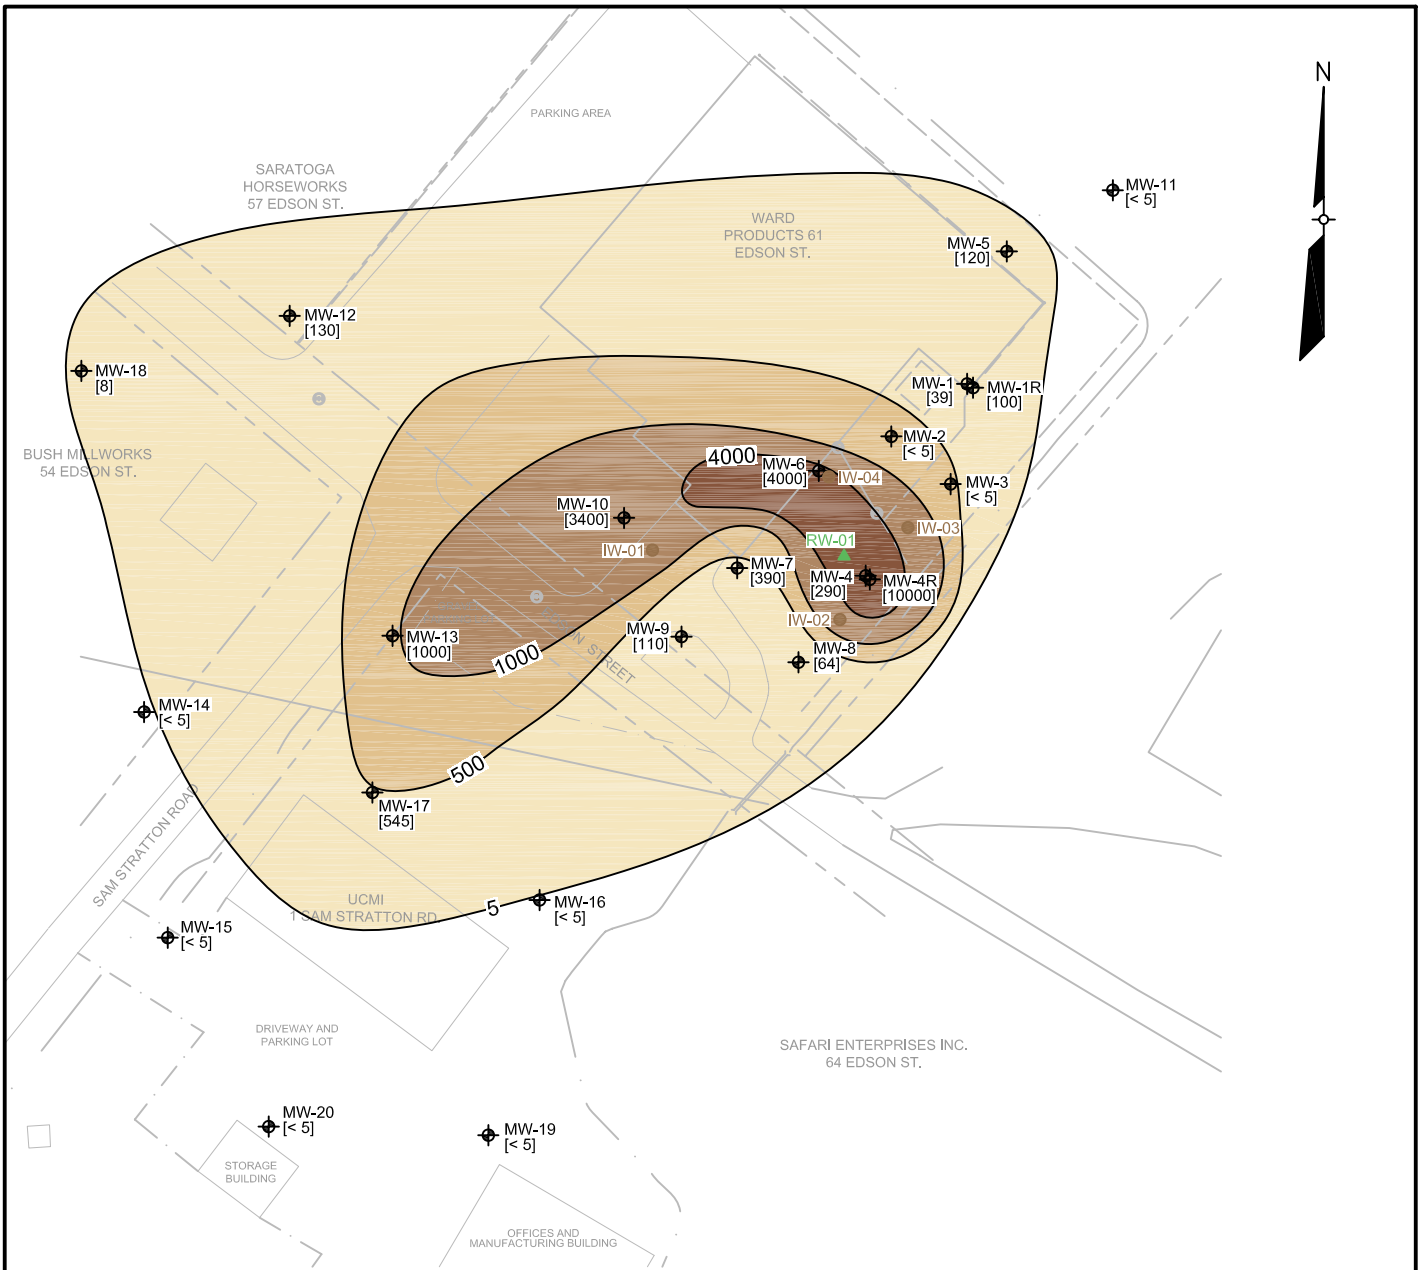 N
PARKING AREA
SARATOGA
HORSEWORKS
57 EDSON ST.
MW-11
[< 5]
WARD
PRODUCTS 61
EDSON ST.
MW-5
[120]
MW-12
[130]
MW-18
[8]
MW-1
[39]
MW-1R
[100]
MW-2
[< 5]
BUSH MILLWORKS
54 EDSON ST.
4000
MW-6
[4000]
IW-04
MW-3
[< 5]
MW-10
[3400]
IW-03
IW-01
RW-01
MW-7
[390]
MW-4
[290]
MW-4R
[10000]
IW-02
MW-13
[1000]
MW-9
[110]
1000
STREET
MW-8
[64]
MW-14
[< 5]
500
MW-17
[545]
SAM STRATTON ROAD
UCMI
1 SAM STRATTON RD
5
MW-16
[< 5]
MW-15
[< 5]
DRIVEWAY AND
PARKING LOT
SAFARI ENTERPRISES INC.
64 EDSON ST.
MW-20
[< 5]
MW-19
[< 5]
STORAGE
BUILDING
OFFICES AND
MANUFACTURING BUILDING